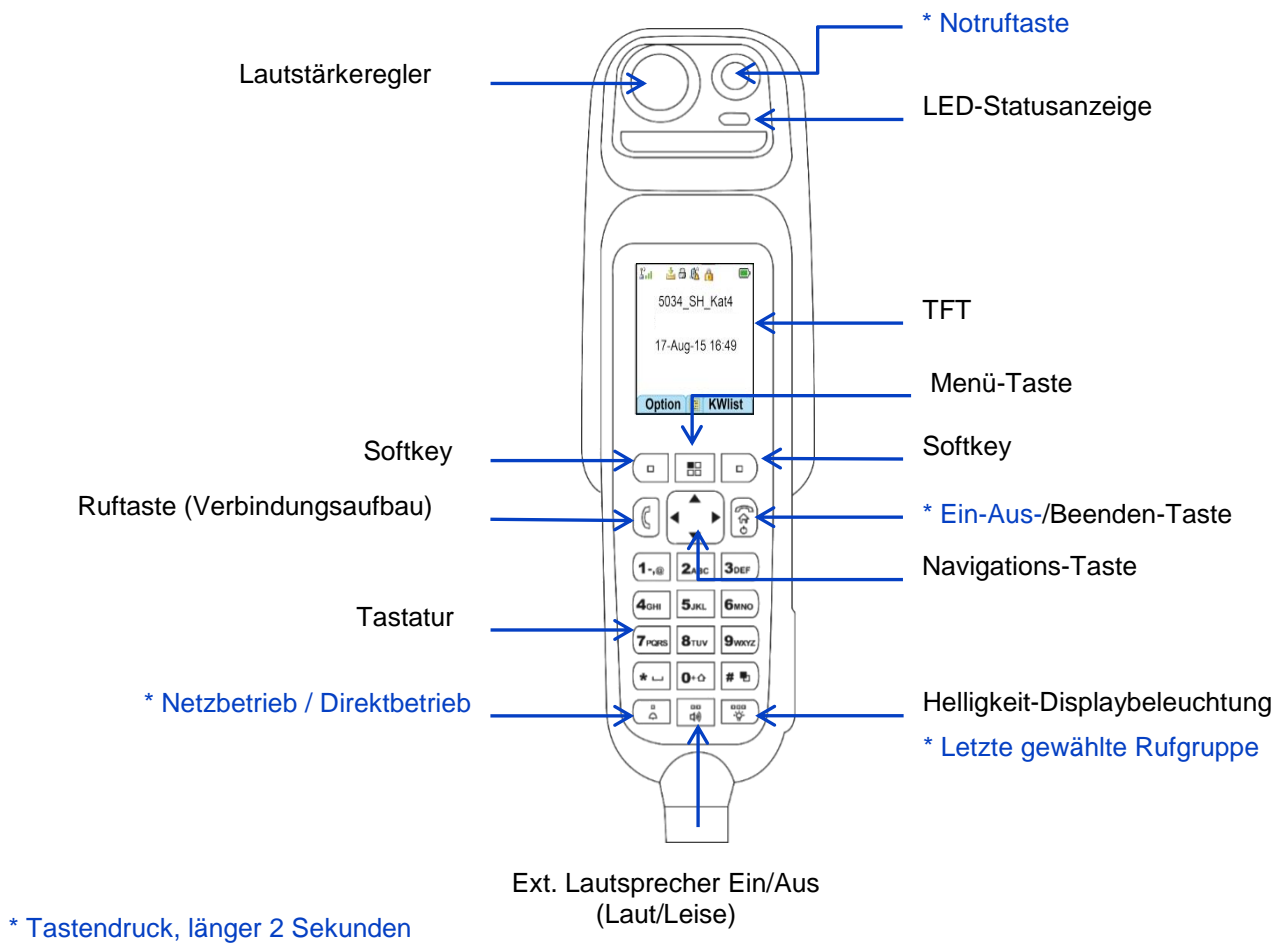 * Notruftaste
Lautstärkeregler
LED-Statusanzeige
5034_SH_Kat4
TFT
17-Aug-15 16:49
Menü-Taste
Option KWlist
Softkey
Softkey
Ruftaste (Verbindungsaufbau)
* Ein-Aus-/Beenden-Taste
Navigations-Taste
1-,@ 2ABC 3DEF
4GHI 5JKL 6MNO
Tastatur
7PQRS 8TUV 9WXYZ
* 0+ #
* Netzbetrieb / Direktbetrieb
Helligkeit-Displaybeleuchtung
* Letzte gewählte Rufgruppe
Ext. Lautsprecher Ein/Aus
(Laut/Leise)
* Tastendruck, länger 2 Sekunden